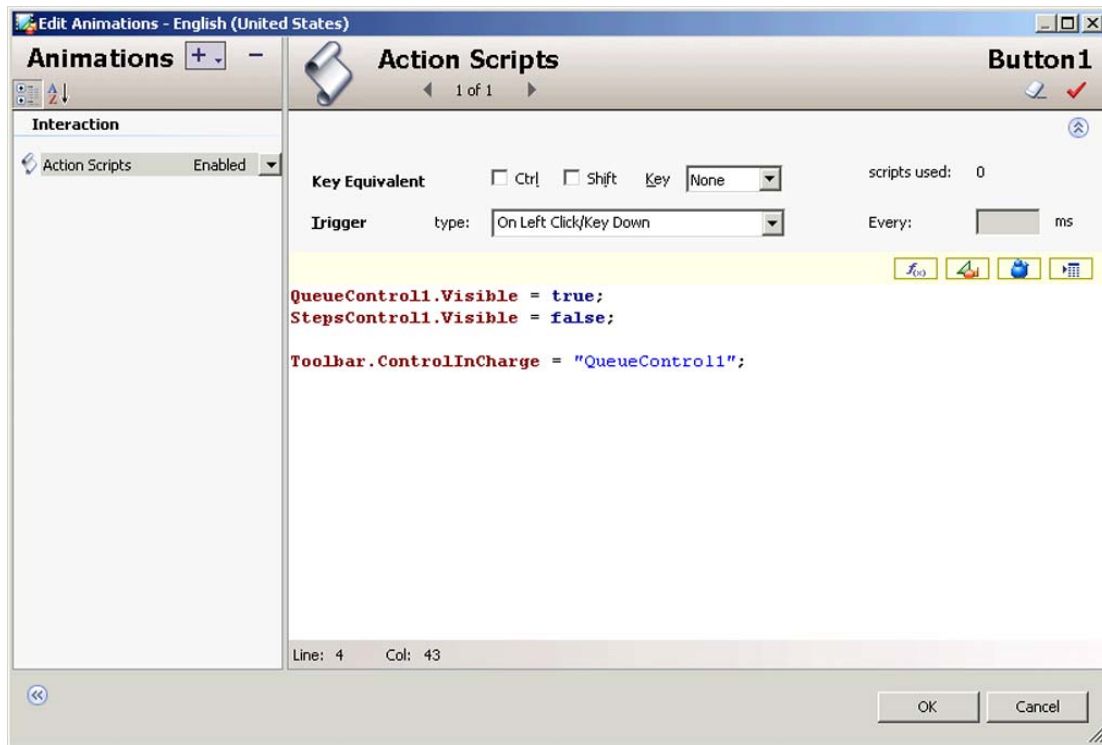 Edit Animations - English (United States)
Animations
Action Scripts
Button1
1 of 1
Interaction
Action Scripts Enabled
Key Equivalent Ctrl Shift Key None scripts used: 0
Trigger type: On Left Click/Key Down Every: ms
f(x)
QueueControl1.Visible = true;
StepsControl1.Visible = false;
Toolbar.ControlInCharge = "QueueControl1";
Line: 4 Col: 43
OK Cancel